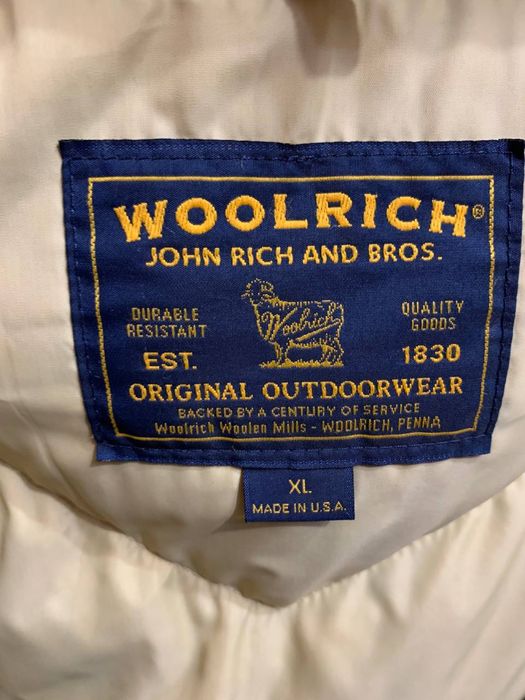 WOOLRICH®
JOHN RICH AND BROS.
DURABLE
RESISTANT
Woolrich
QUALITY
GOODS
EST.
1830
ORIGINAL OUTDOORWEAR
BACKED BY A CENTURY OF SERVICE
Woolrich Woolen Mills - WOOLRICH, PENNA
XL
MADE IN U.S.A.